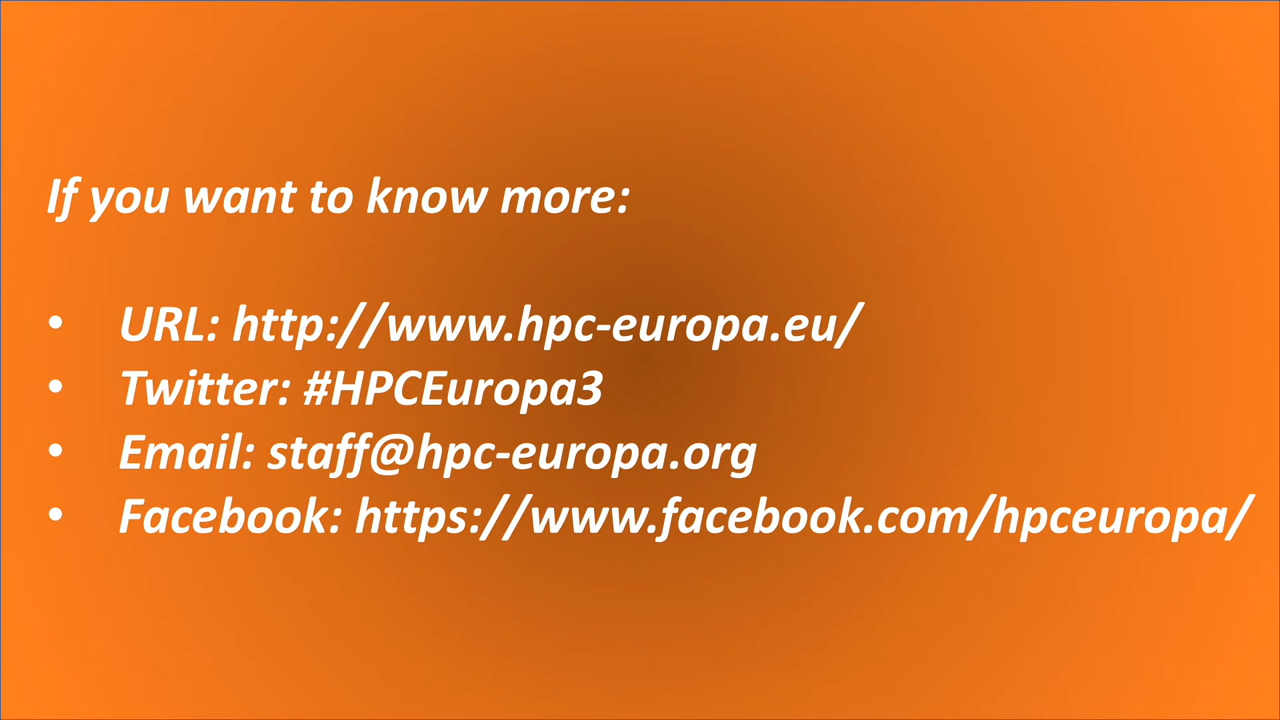 If you want to know more:
• URL: http://www.hpc-europa.eu/
• Twitter: #HPCEuropa3
• Email: staff@hpc-europa.org
• Facebook: https://www.facebook.com/hpceuropa/